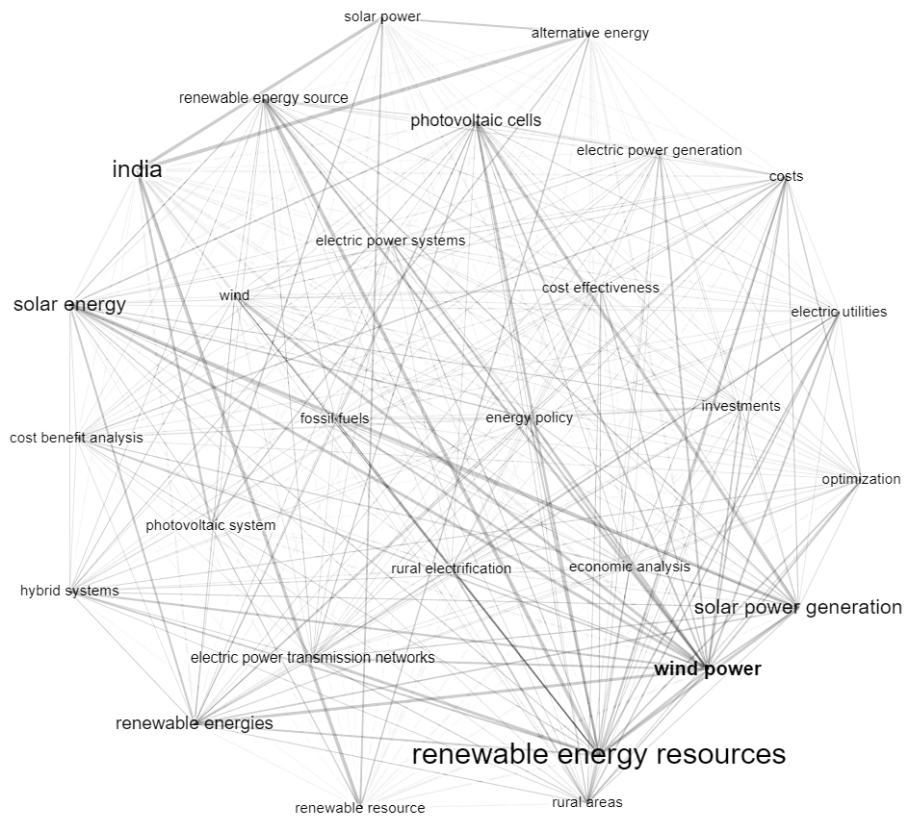 solar power
alternative energy
renewable energy source
photovoltaic cells
electric power generation
india
costs
electric power systems
cost effectiveness
wind
solar energy
electric utilities
investments
fossil fuels
energy policy
cost benefit analysis
optimization
photovoltaic system
rural electrification
economic analysis
hybrid systems
solar power generation
electric power transmission networks
wind power
renewable energies
renewable energy resources
rural areas
renewable resource